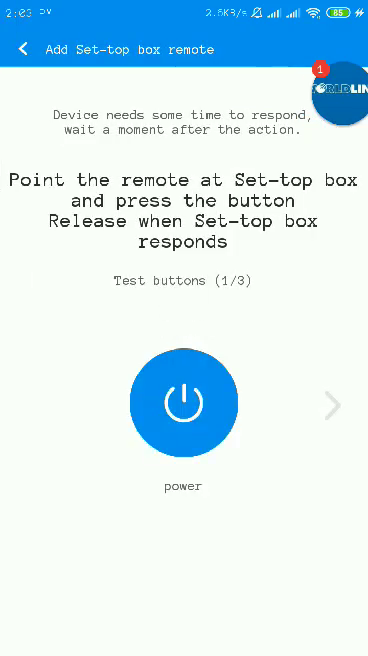 2:03 PM 2.6KB/s 85
Add Set-top box remote
1
WORLDLIN
Device needs some time to respond,
wait a moment after the action.
Point the remote at Set-top box
and press the button
Release when Set-top box
responds
Test buttons (1/3)
power